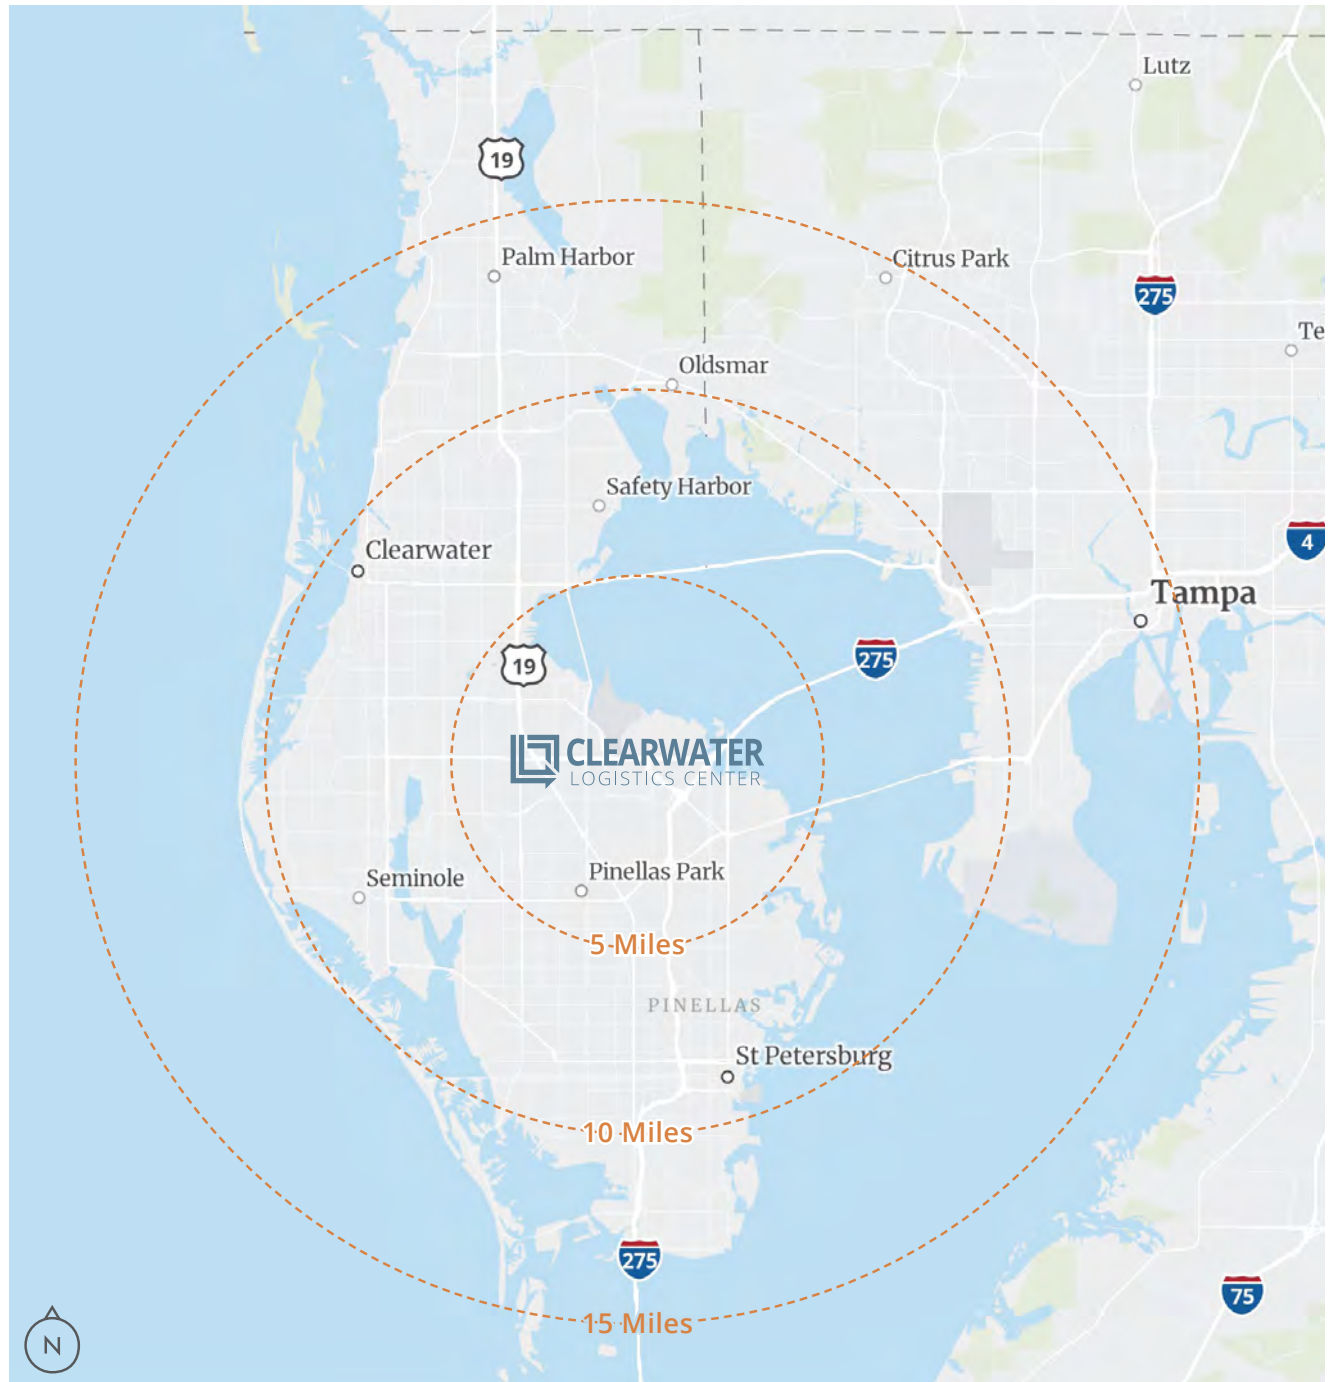 Lutz
19
Palm Harbor
Citrus Park
275
Te
Oldsmar
Safety Harbor
4
Clearwater
Tampa
19
275
CLEARWATER
LOGISTICS CENTER
Seminole
Pinellas Park
5 Miles
PINELLAS
St Petersburg
10 Miles
275
75
15 Miles
N